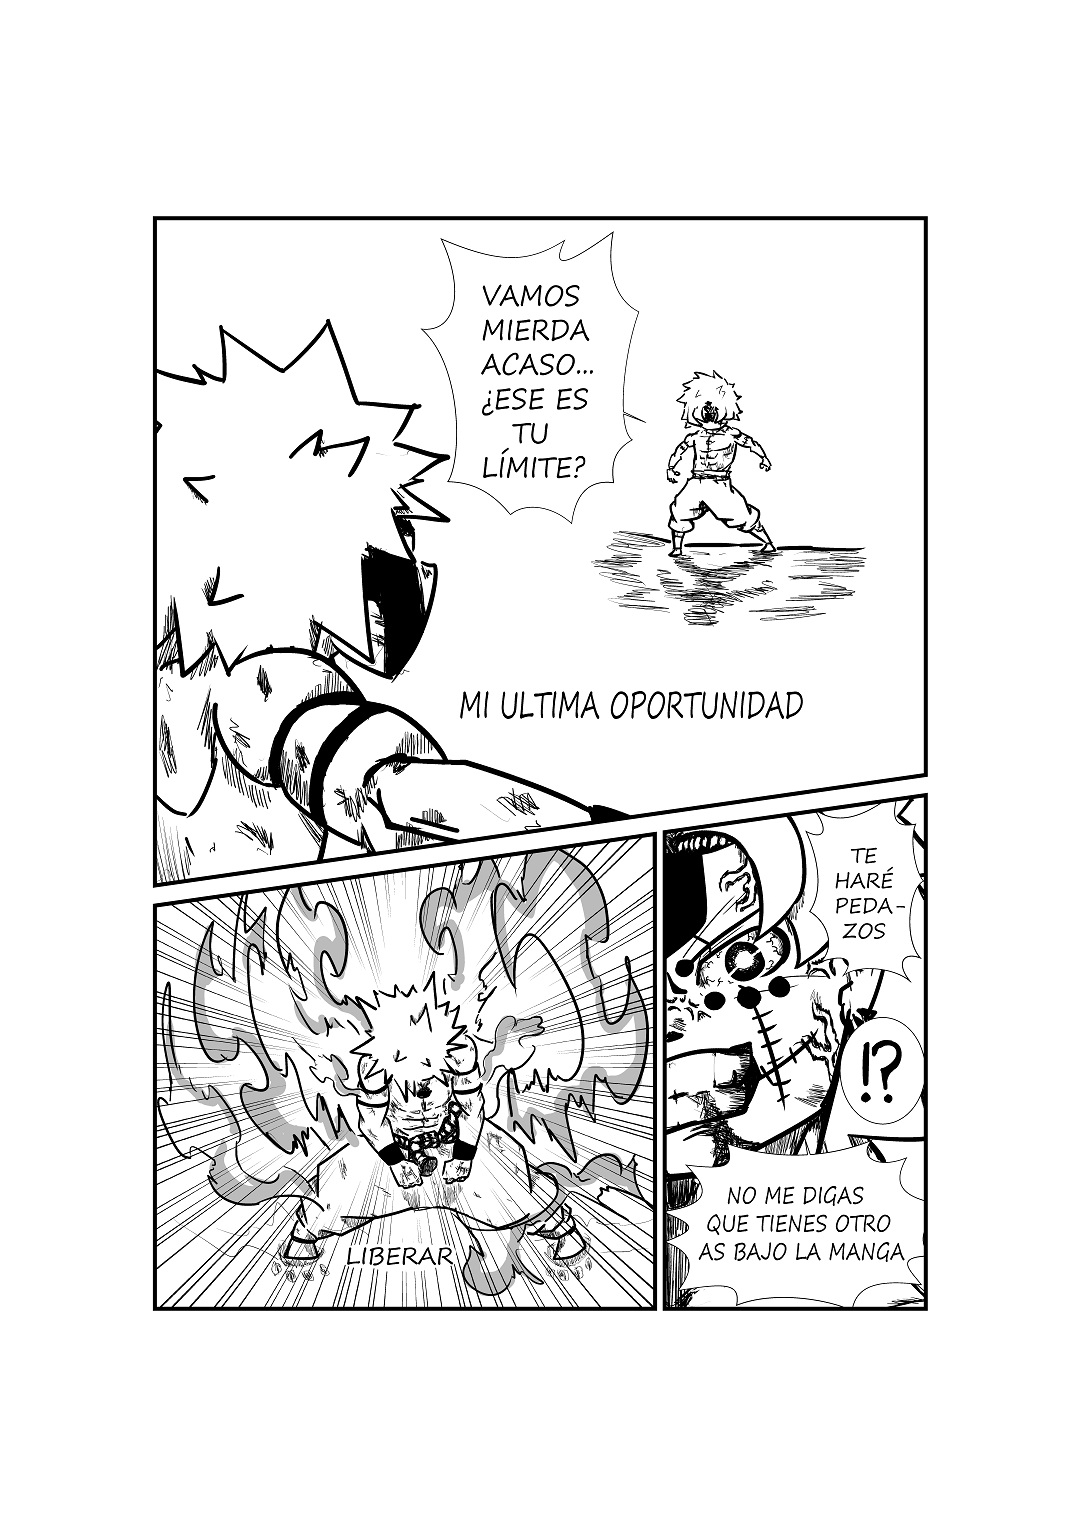 VAMOS
MIERDA
ACASO...
¿ESE ES
TU
LÍMITE?
MI ULTIMA OPORTUNIDAD
LIBERAR
TE
HARÉ
PEDA-
ZOS
!?
NO ME DIGAS
QUE TIENES OTRO
AS BAJO LA MANGA